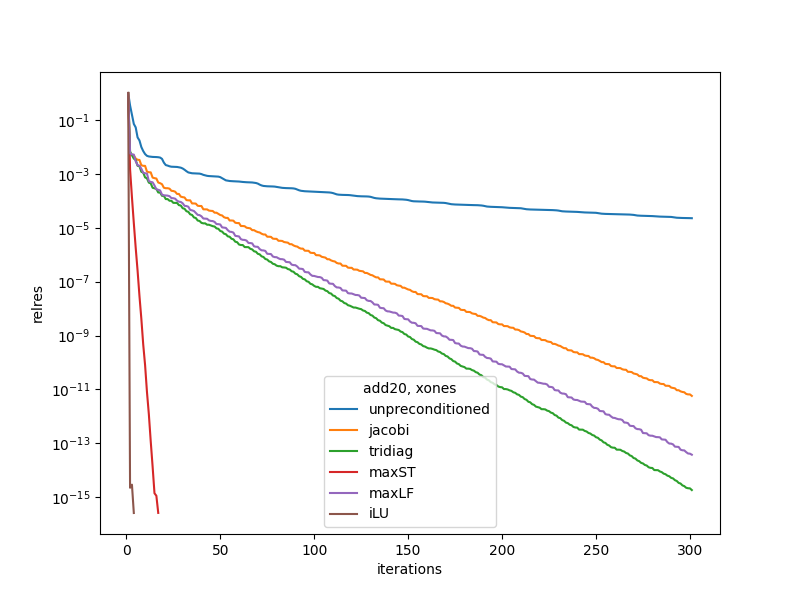 relres
10⁻¹
10⁻³
10⁻⁵
10⁻⁷
10⁻⁹
10⁻¹¹
10⁻¹³
10⁻¹⁵
add20, xones
unpreconditioned
jacobi
tridiag
maxST
maxLF
iLU
0 50 100 150 200 250 300
iterations